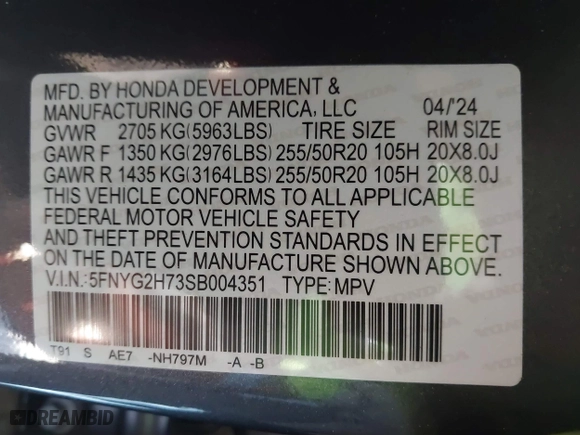 MFD. BY HONDA DEVELOPMENT &
MANUFACTURING OF AMERICA, LLC 04/'24
GVWR 2705 KG(5963LBS) TIRE SIZE RIM SIZE
GAWR F 1350 KG(2976LBS) 255/50R20 105H 20X8.0J
GAWR R 1435 KG(3164LBS) 255/50R20 105H 20X8.0J
THIS VEHICLE CONFORMS TO ALL APPLICABLE
FEDERAL MOTOR VEHICLE SAFETY
AND THEFT PREVENTION STANDARDS IN EFFECT
ON THE DATE OF MANUFACTURE SHOWN ABOVE.
V.I.N.:5FNYG2H73SB004351 TYPE:MPV
T91 S AE7 -NH797M -A -B
DREAMBID